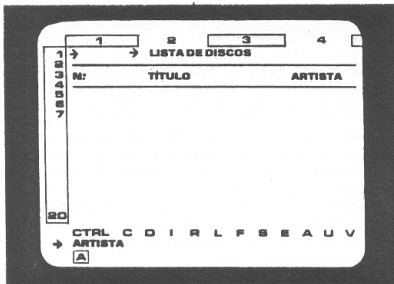 1 2 3 4
1 → → LISTA DE DISCOS
2
3 N: TÍTULO ARTISTA
4
5
6
7
20
CTRL C D I R L F S E A U V
→ ARTISTA
A